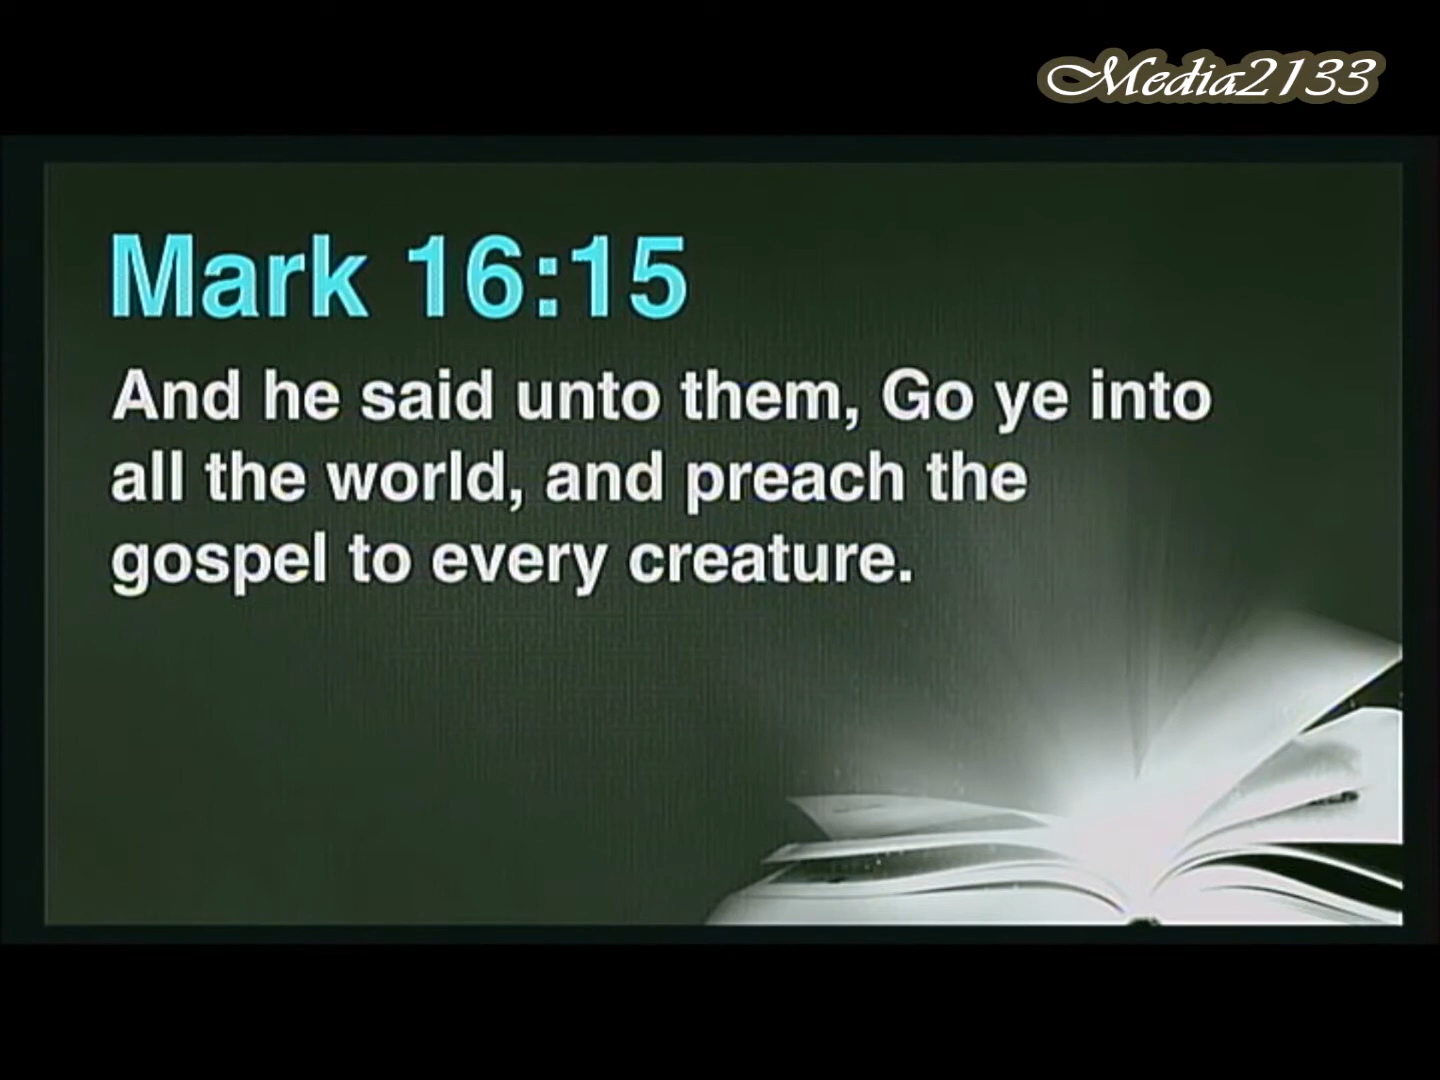 Media2133
Mark 16:15
And he said unto them, Go ye into
all the world, and preach the
gospel to every creature.